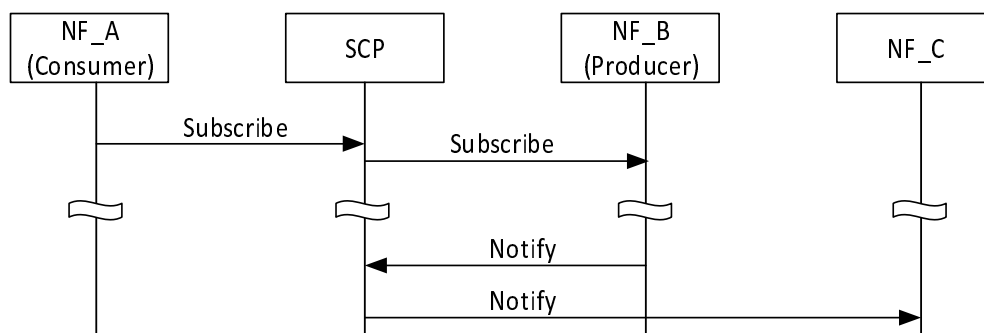 NF_A
(Consumer)
SCP
NF_B
(Producer)
NF_C
Subscribe
Subscribe
Notify
Notify